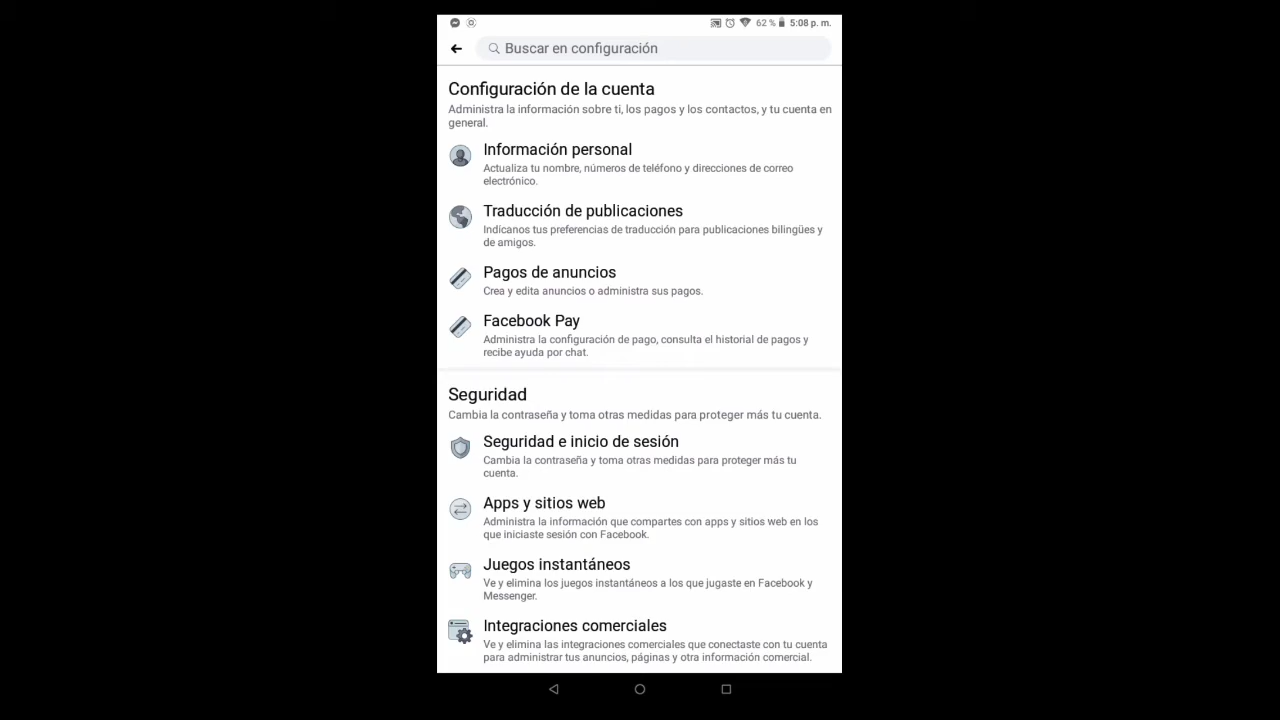 62 % 5:08 p. m.
Buscar en configuración
Configuración de la cuenta
Administra la información sobre ti, los pagos y los contactos, y tu cuenta en
general.
Información personal
Actualiza tu nombre, números de teléfono y direcciones de correo
electrónico.
Traducción de publicaciones
Indícanos tus preferencias de traducción para publicaciones bilingües y
de amigos.
Pagos de anuncios
Crea y edita anuncios o administra sus pagos.
Facebook Pay
Administra la configuración de pago, consulta el historial de pagos y
recibe ayuda por chat.
Seguridad
Cambia la contraseña y toma otras medidas para proteger más tu cuenta.
Seguridad e inicio de sesión
Cambia la contraseña y toma otras medidas para proteger más tu
cuenta.
Apps y sitios web
Administra la información que compartes con apps y sitios web en los
que iniciaste sesión con Facebook.
Juegos instantáneos
Ve y elimina los juegos instantáneos a los que jugaste en Facebook y
Messenger.
Integraciones comerciales
Ve y elimina las integraciones comerciales que conectaste con tu cuenta
para administrar tus anuncios, páginas y otra información comercial.